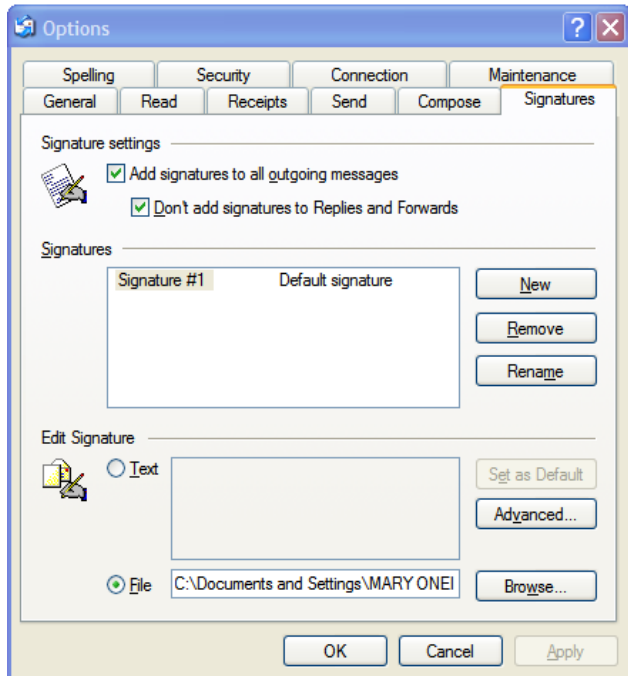 Options
Spelling Security Connection Maintenance
General Read Receipts Send Compose Signatures
Signature settings
Add signatures to all outgoing messages
Don't add signatures to Replies and Forwards
Signatures
Signature #1 Default signature
New
Remove
Rename
Edit Signature
Text
Set as Default
Advanced...
File C:\Documents and Settings\MARY ONEI Browse...
OK Cancel Apply